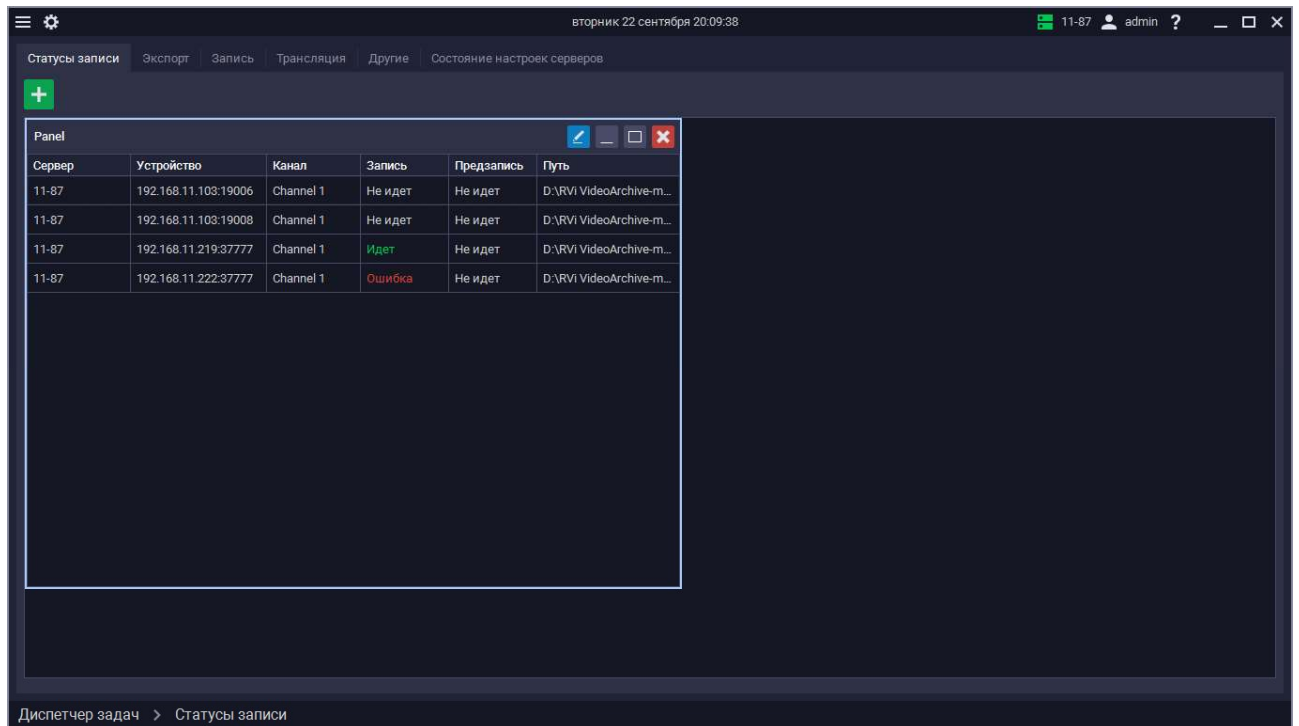 вторник 22 сентября 20:09:38 11-87 admin ?
Статусы записи Экспорт Запись Трансляция Другие Состояние настроек серверов
Panel
Сервер Устройство Канал Запись Предзапись Путь
11-87 192.168.11.103:19006 Channel 1 Не идет Не идет D:\RVi VideoArchive-m...
11-87 192.168.11.103:19008 Channel 1 Не идет Не идет D:\RVi VideoArchive-m...
11-87 192.168.11.219:37777 Channel 1 Идет Не идет D:\RVi VideoArchive-m...
11-87 192.168.11.222:37777 Channel 1 Ошибка Не идет D:\RVi VideoArchive-m...
Диспетчер задач > Статусы записи